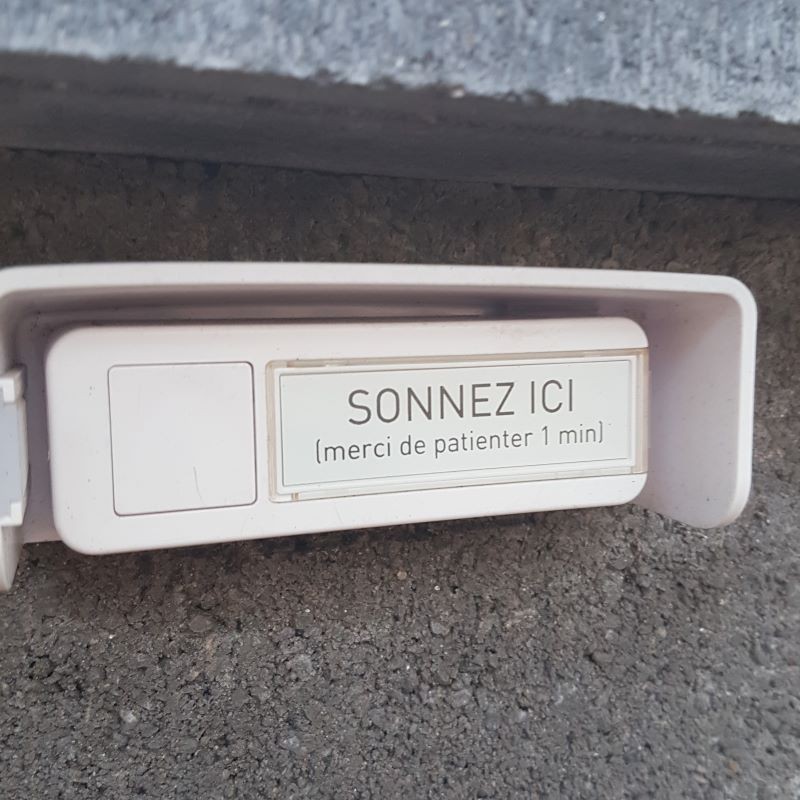 SONNEZ ICI
(merci de patienter 1 min)